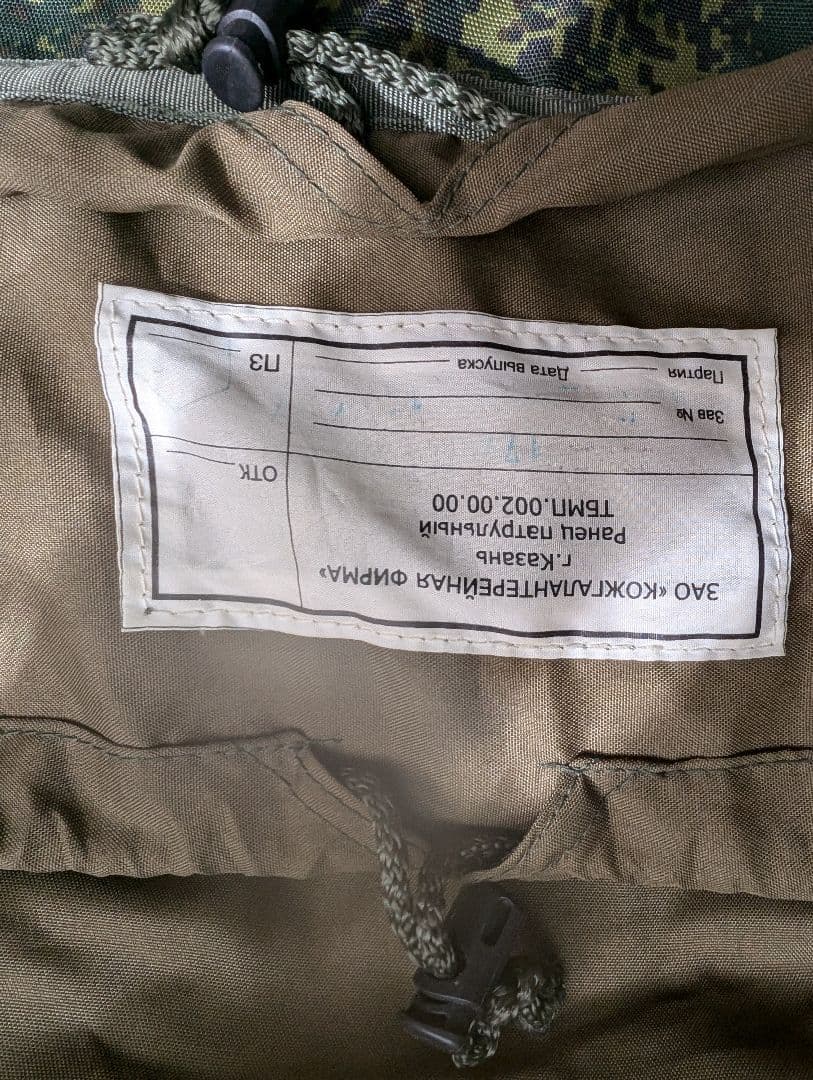 ЗАО «КОЖГАЛАНТЕРЕЙНАЯ ФИРМА»
г.Казань
Ранец патрульный
ТБМП.002.00.00
ОТК
Зав №
Партия Дата выпуска
ПЗ